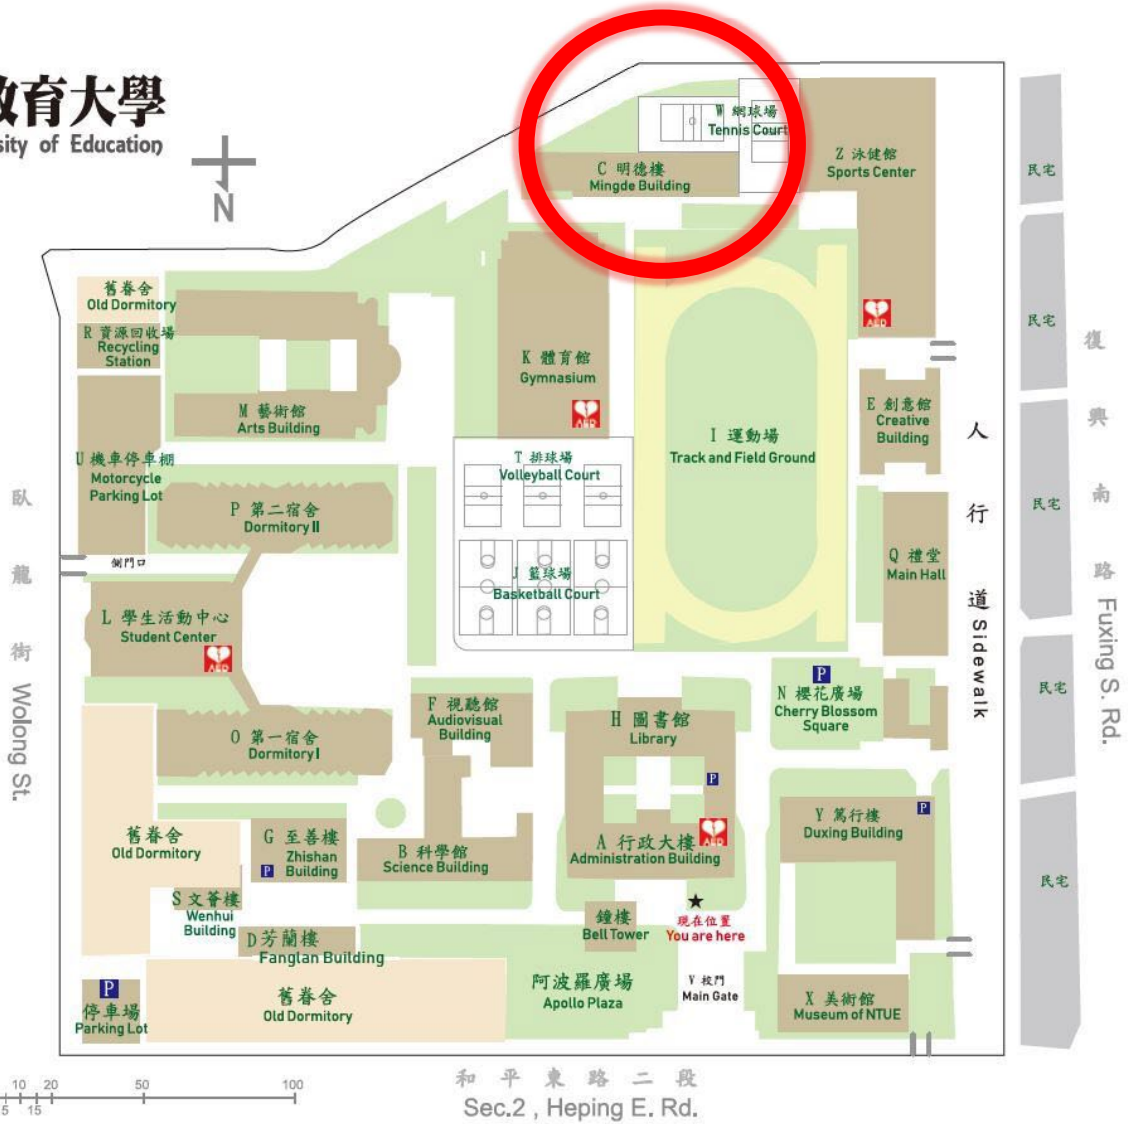 教育大學
sity of Education
N
W 網球場
Tennis Court
C 明德樓
Mingde Building
Z 泳健館
Sports Center
民宅
舊眷舍
Old Dormitory
R 資源回收場
Recycling
Station
民宅
復興南路 Fuxing S. Rd.
AED
K 體育館
Gymnasium
AED
M 藝術館
Arts Building
E 創意館
Creative
Building
人行道 Sidewalk
I 運動場
Track and Field Ground
T 排球場
Volleyball Court
U 機車停車棚
Motorcycle
Parking Lot
P 第二宿舍
Dormitory II
民宅
臥龍街 Wolong St.
側門口
Q 禮堂
Main Hall
J 籃球場
Basketball Court
L 學生活動中心
Student Center
AED
N 櫻花廣場
Cherry Blossom
Square
P
民宅
F 視聽館
Audiovisual
Building
H 圖書館
Library
P
O 第一宿舍
Dormitory I
Y 篤行樓
Duxing Building
P
舊眷舍
Old Dormitory
G 至善樓
Zhishan
Building
P
B 科學館
Science Building
A 行政大樓
Administration Building
AED
民宅
S 文薈樓
Wenhui
Building
鐘樓
Bell Tower
★
現在位置
You are here
D 芳蘭樓
Fanglan Building
P
停車場
Parking Lot
舊眷舍
Old Dormitory
阿波羅廣場
Apollo Plaza
V 校門
Main Gate
X 美術館
Museum of NTUE
10 20 50 100
5 15
和平東路二段
Sec.2 , Heping E. Rd.